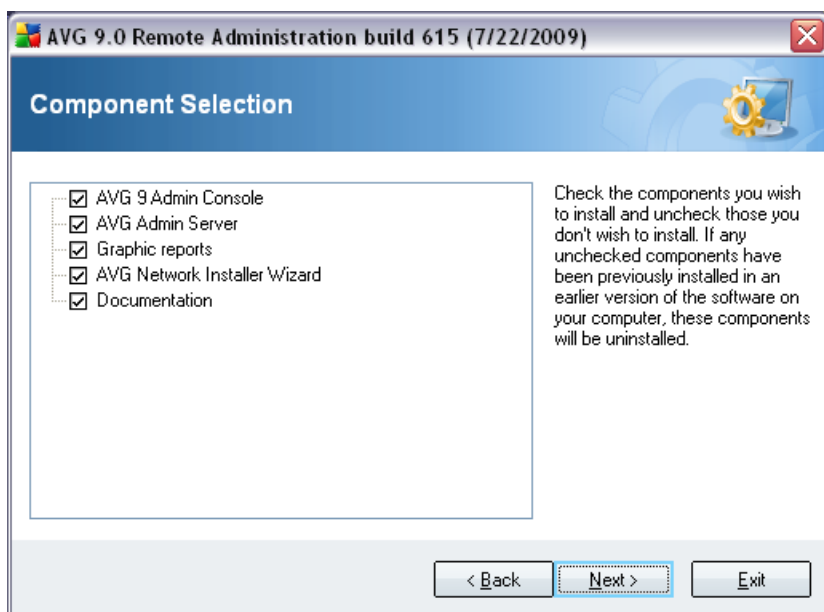 AVG 9.0 Remote Administration build 615 (7/22/2009)
Component Selection
AVG 9 Admin Console
AVG Admin Server
Graphic reports
AVG Network Installer Wizard
Documentation
Check the components you wish
to install and uncheck those you
don't wish to install. If any
unchecked components have
been previously installed in an
earlier version of the software on
your computer, these components
will be uninstalled.
< Back
Next >
Exit